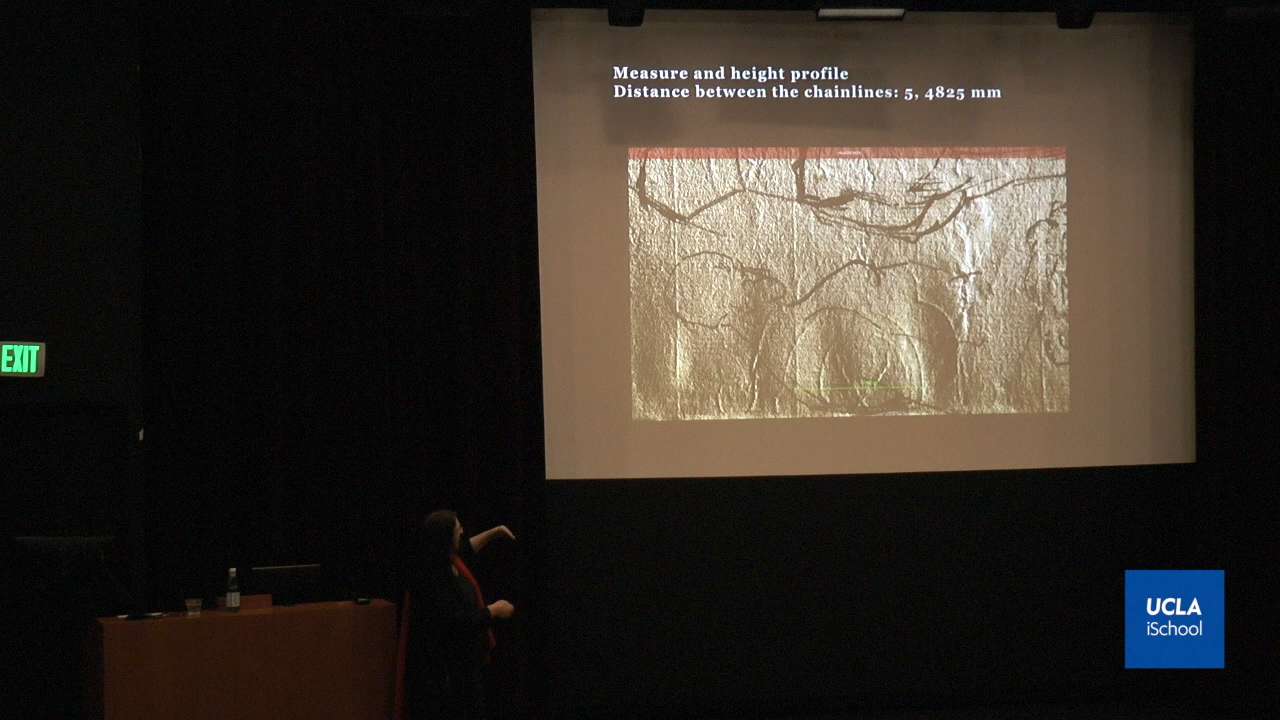 Measure and height profile
Distance between the chainlines: 5, 4825 mm
EXIT
UCLA
iSchool